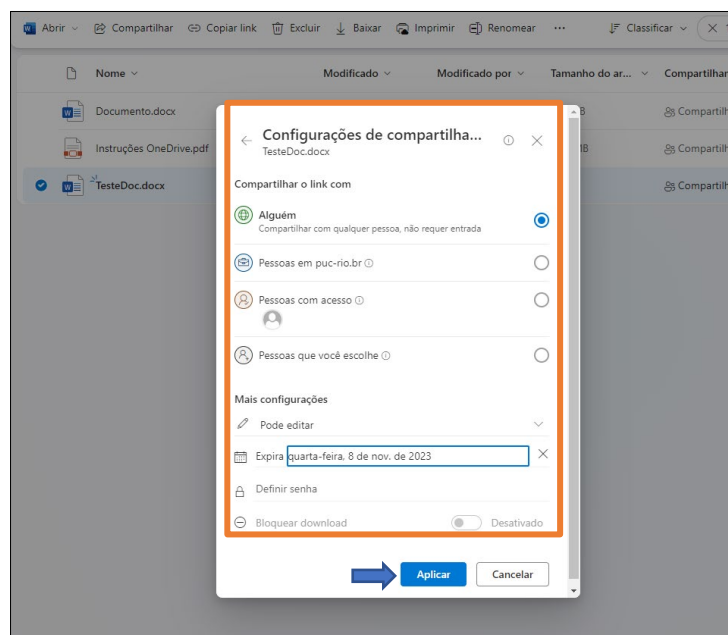 Abrir Compartilhar Copiar link Excluir Baixar Imprimir Renomear ... Classificar
Nome Modificado Modificado por Tamanho do ar... Compartilhar
Documento.docx
Instruções OneDrive.pdf
TesteDoc.docx
Configurações de compartilha...
TesteDoc.docx
Compartilhar o link com
Alguém
Compartilhar com qualquer pessoa, não requer entrada
Pessoas em puc-rio.br
Pessoas com acesso
Pessoas que você escolhe
Mais configurações
Pode editar
Expira quarta-feira, 8 de nov. de 2023
Definir senha
Bloquear download Desativado
Aplicar Cancelar